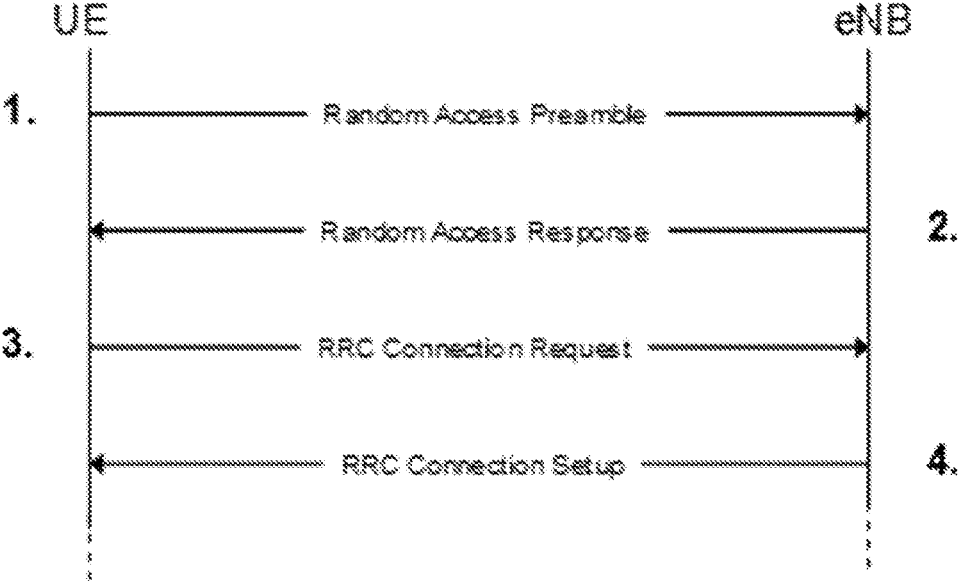 UE eNB
1. Random Access Preamble
Random Access Response 2.
3. RRC Connection Request
RRC Connection Setup 4.